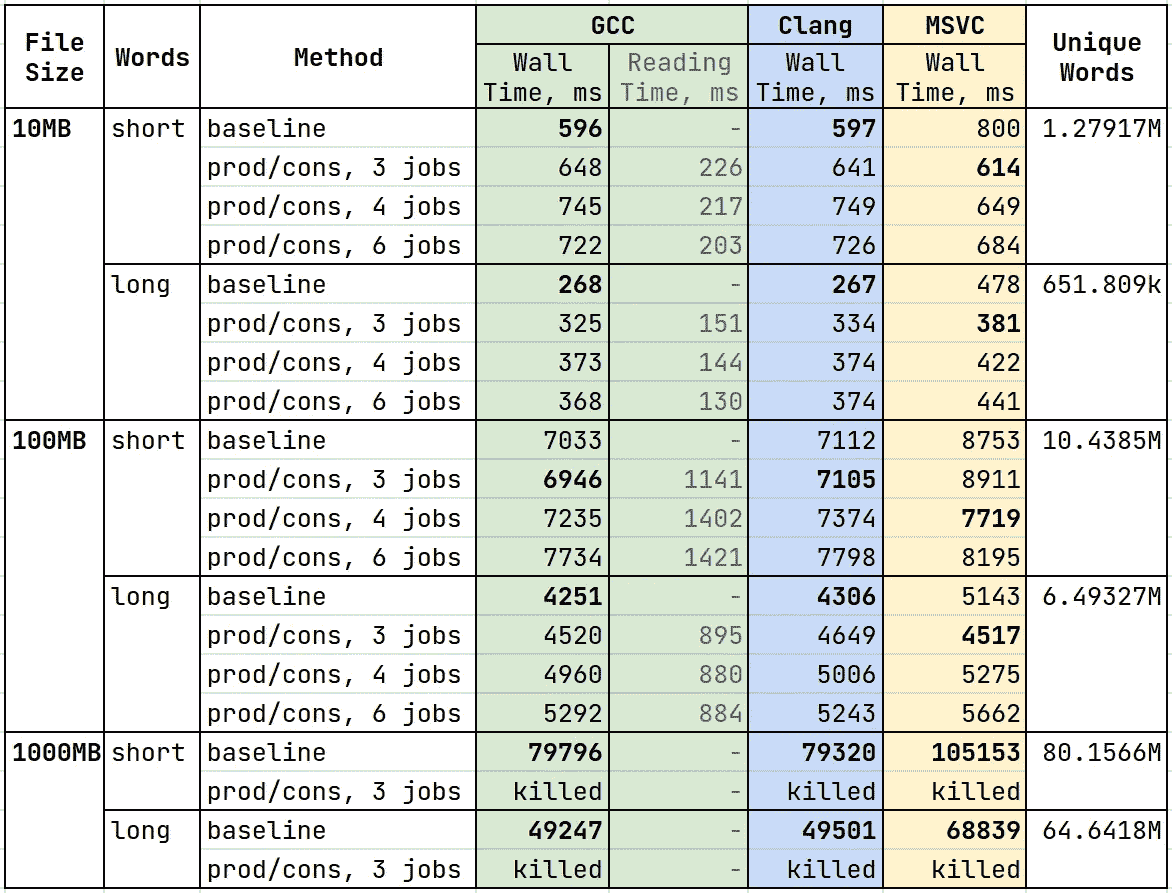 File Size Words Method GCC Clang MSVC Unique Words
Wall Time, ms Reading Time, ms Wall Time, ms Wall Time, ms
10MB short baseline 596 - 597 800 1.27917M
prod/cons, 3 jobs 648 226 641 614
prod/cons, 4 jobs 745 217 749 649
prod/cons, 6 jobs 722 203 726 684
long baseline 268 - 267 478 651.809k
prod/cons, 3 jobs 325 151 334 381
prod/cons, 4 jobs 373 144 374 422
prod/cons, 6 jobs 368 130 374 441
100MB short baseline 7033 - 7112 8753 10.4385M
prod/cons, 3 jobs 6946 1141 7105 8911
prod/cons, 4 jobs 7235 1402 7374 7719
prod/cons, 6 jobs 7734 1421 7798 8195
long baseline 4251 - 4306 5143 6.49327M
prod/cons, 3 jobs 4520 895 4649 4517
prod/cons, 4 jobs 4960 880 5006 5275
prod/cons, 6 jobs 5292 884 5243 5662
1000MB short baseline 79796 - 79320 105153 80.1566M
prod/cons, 3 jobs killed - killed killed
long baseline 49247 - 49501 68839 64.6418M
prod/cons, 3 jobs killed - killed killed